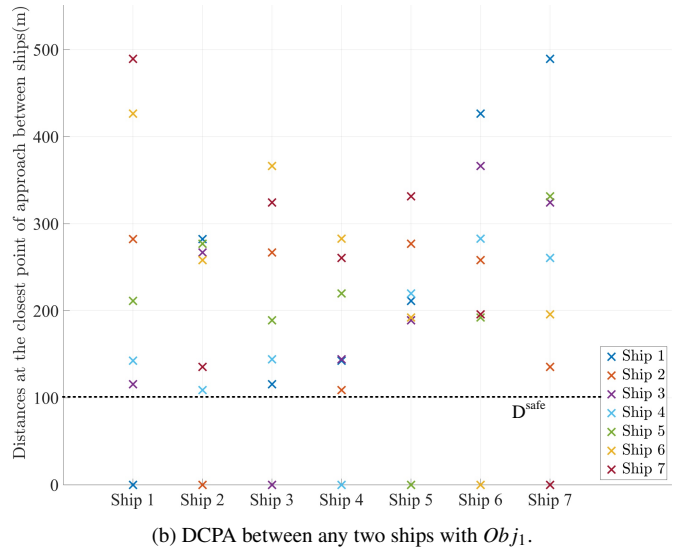 Distances at the closest point of approach between ships(m)
500
400
300
200
100
0
D^safe
Ship 1
Ship 2
Ship 3
Ship 4
Ship 5
Ship 6
Ship 7
Ship 1 Ship 2 Ship 3 Ship 4 Ship 5 Ship 6 Ship 7
(b) DCPA between any two ships with Obj₁.